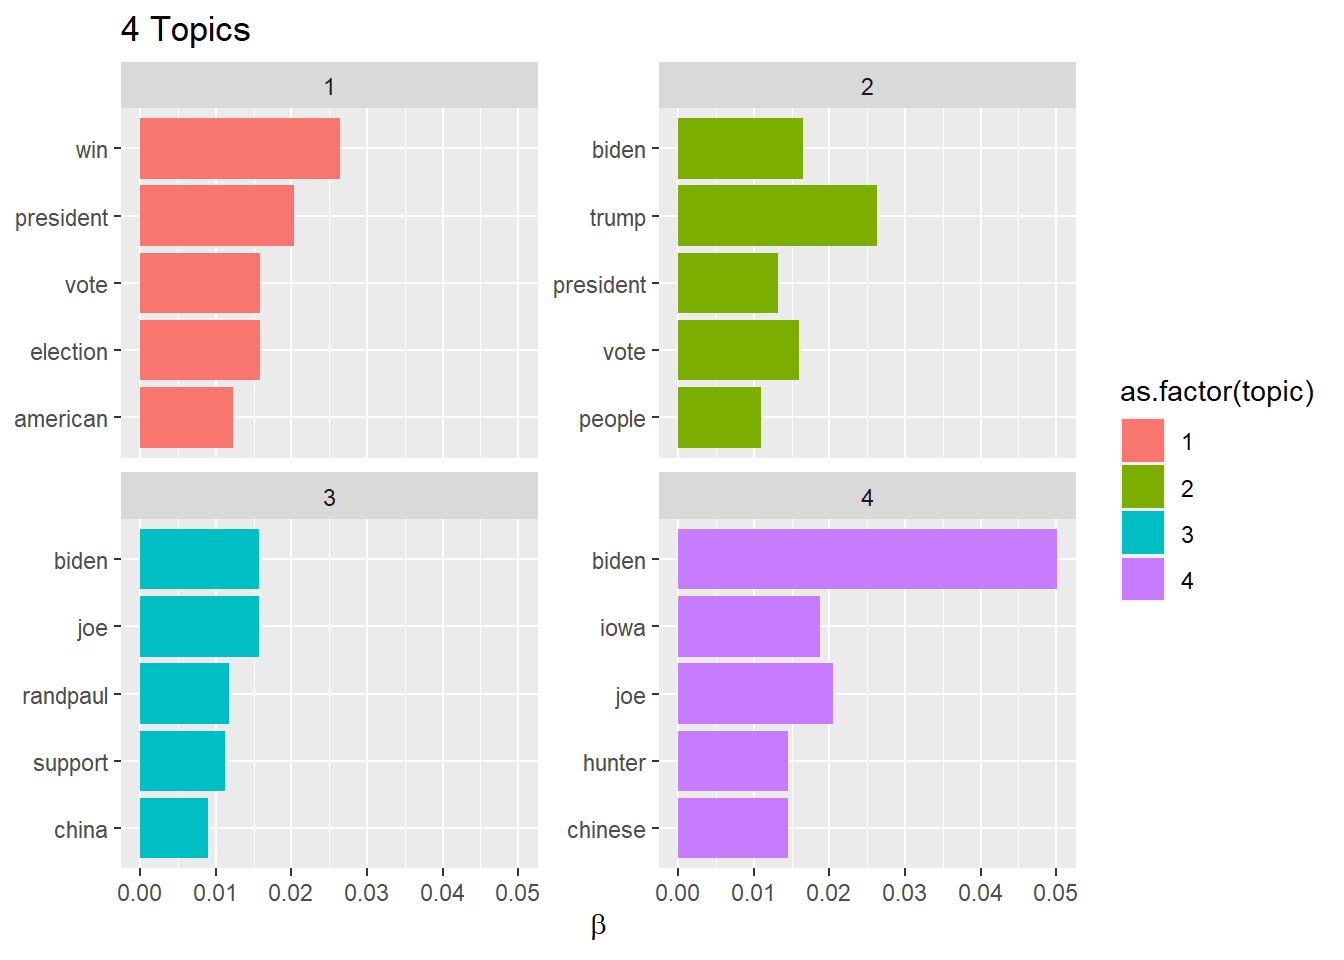 4 Topics
1
win
president
vote
election
american
2
biden
trump
president
vote
people
3
biden
joe
randpaul
support
china
0.00 0.01 0.02 0.03 0.04 0.05
4
biden
iowa
joe
hunter
chinese
0.00 0.01 0.02 0.03 0.04 0.05
β
as.factor(topic)
1
2
3
4